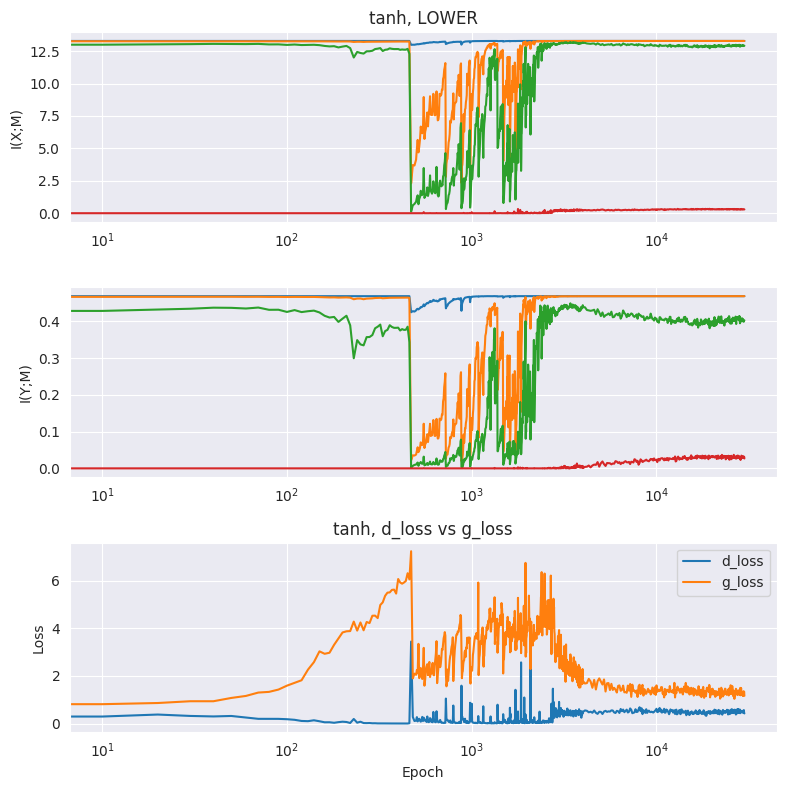 tanh, LOWER
I(X;M)
12.5
10.0
7.5
5.0
2.5
0.0
10¹ 10² 10³ 10⁴
I(Y;M)
0.4
0.3
0.2
0.1
0.0
10¹ 10² 10³ 10⁴
tanh, d_loss vs g_loss
Loss
6
4
2
0
d_loss
g_loss
10¹ 10² 10³ 10⁴
Epoch